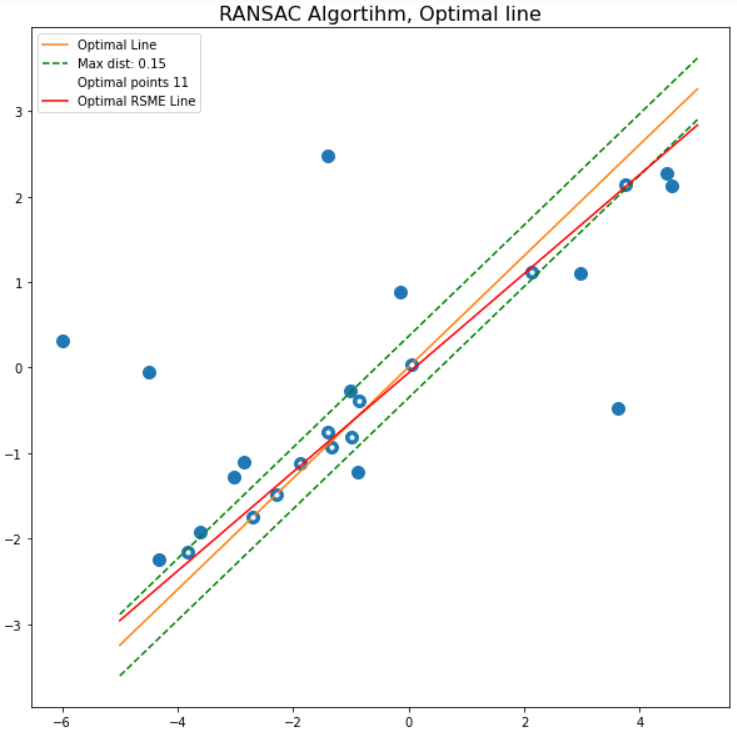 RANSAC Algortihm, Optimal line
Optimal Line
Max dist: 0.15
Optimal points 11
Optimal RSME Line
3
2
1
0
−1
−2
−3
−6
−4
−2
0
2
4